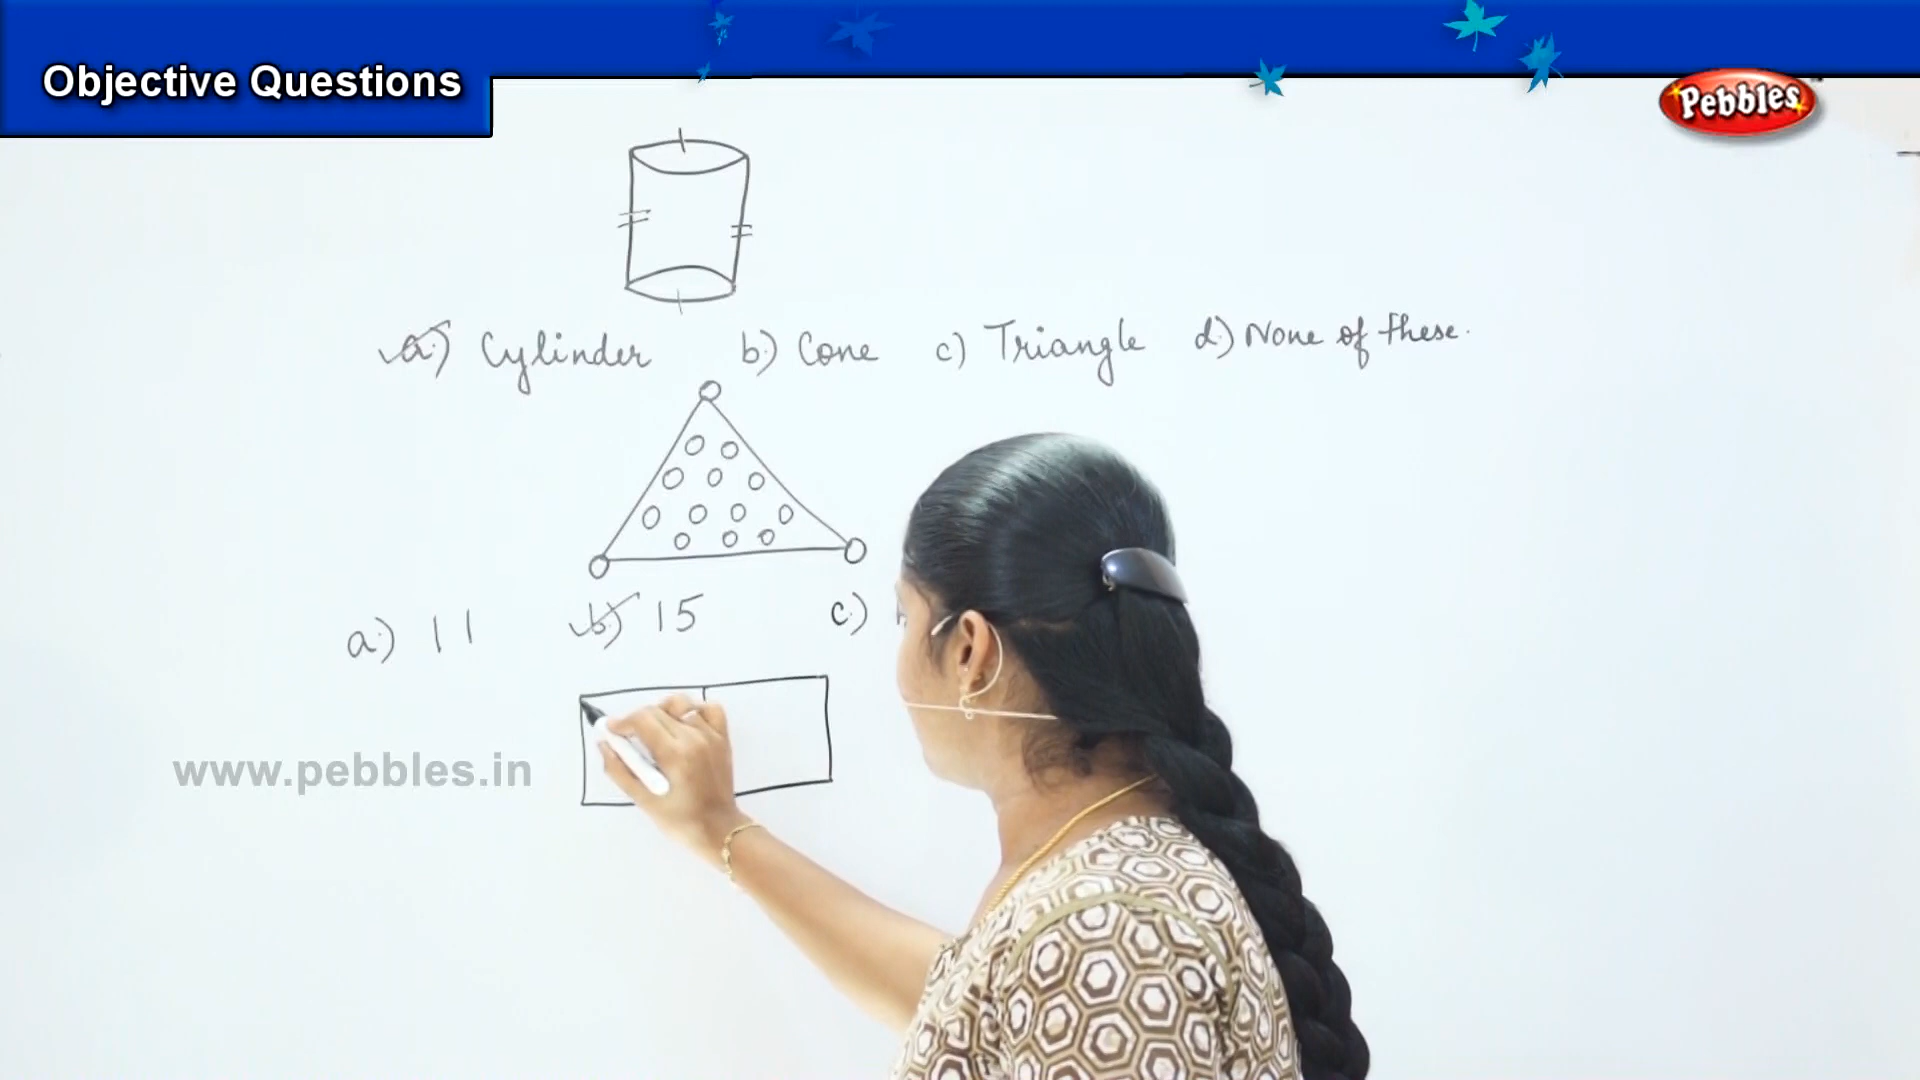 Objective Questions
Pebbles
a.) Cylinder b.) Cone c) Triangle d.) None of these.
a.) 11 b.) 15 c.)
www.pebbles.in